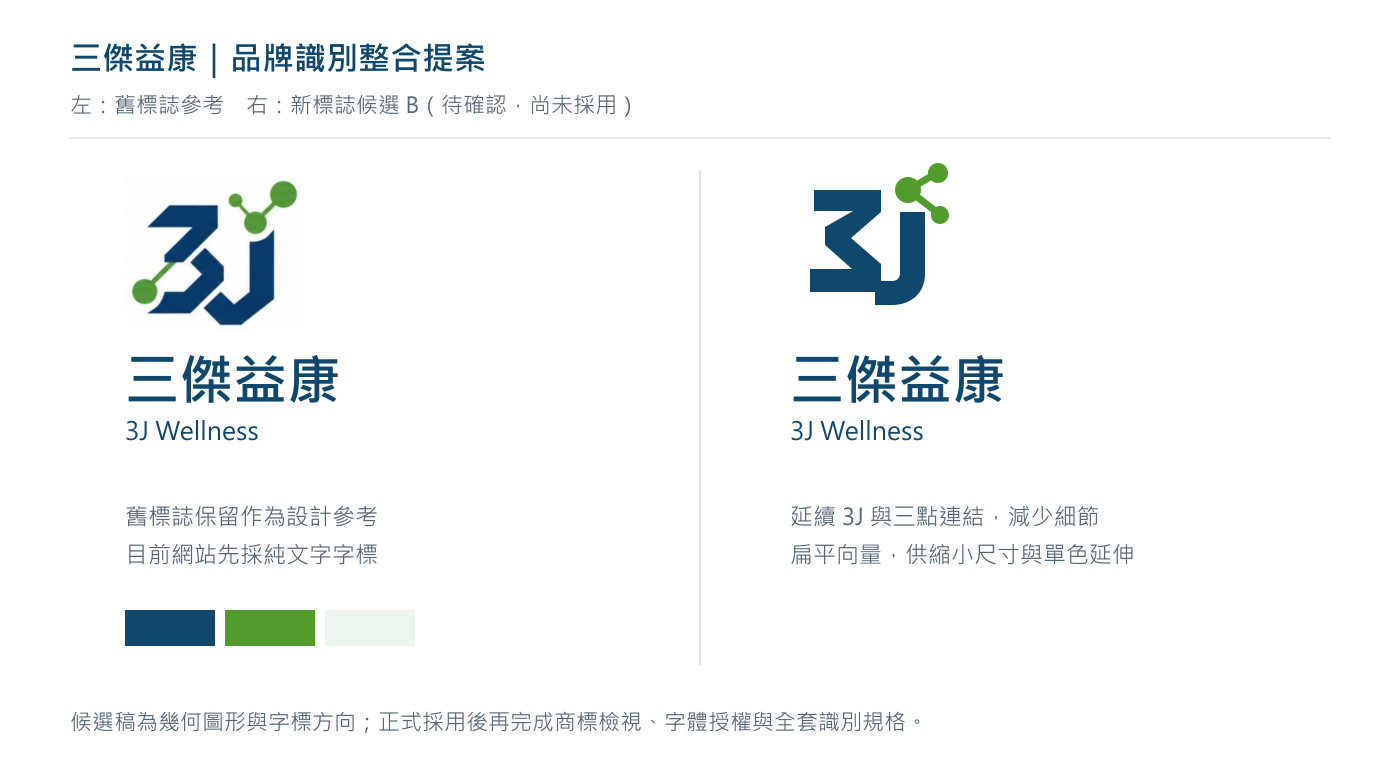 三傑益康｜品牌識別整合提案
左：舊標誌參考　右：新標誌候選 B（待確認，尚未採用）
3J
三傑益康
3J Wellness
舊標誌保留作為設計參考
目前網站先採純文字字標
3J
三傑益康
3J Wellness
延續 3J 與三點連結，減少細節
扁平向量，供縮小尺寸與單色延伸
候選稿為幾何圖形與字標方向；正式採用後再完成商標檢視、字體授權與全套識別規格。